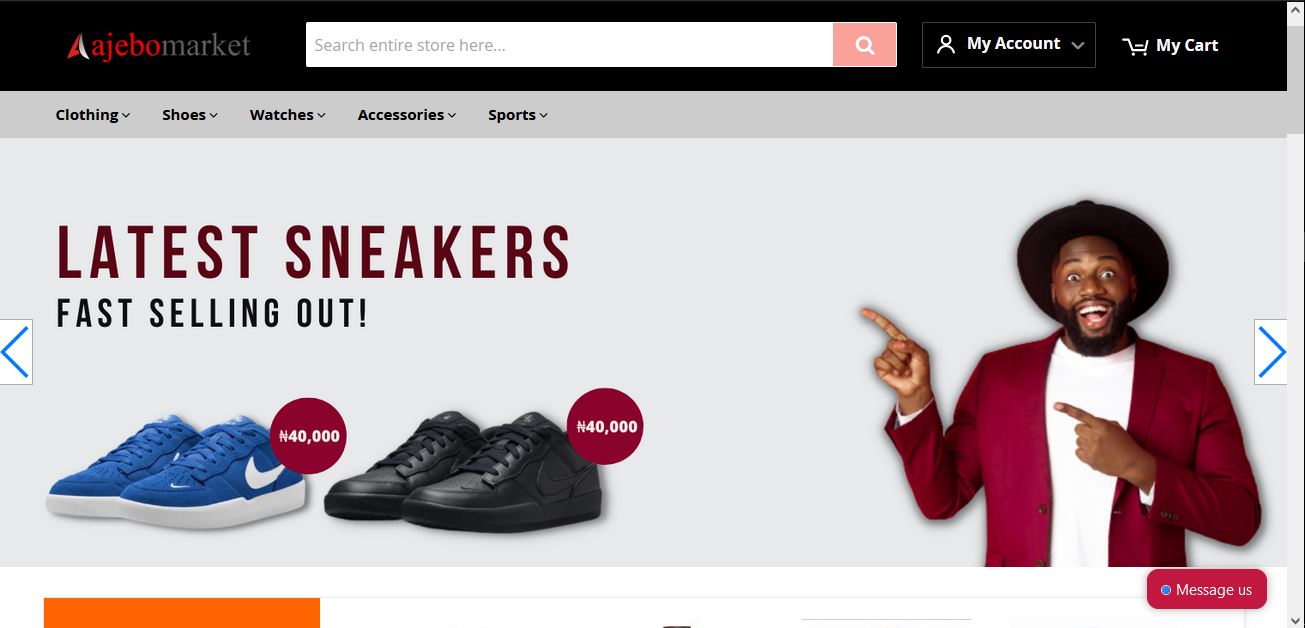 ajebomarket
Search entire store here...
My Account
My Cart
Clothing Shoes Watches Accessories Sports
LATEST SNEAKERS
FAST SELLING OUT!
₦40,000
₦40,000
Message us